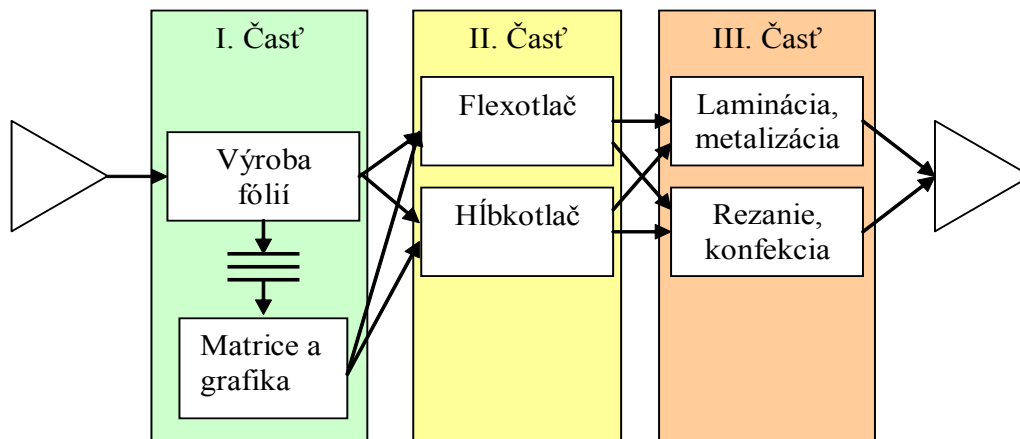 I. Časť
Výroba
fólií
Matrice a
grafika
II. Časť
Flexotlač
Hĺbkotlač
III. Časť
Laminácia,
metalizácia
Rezanie,
konfekcia